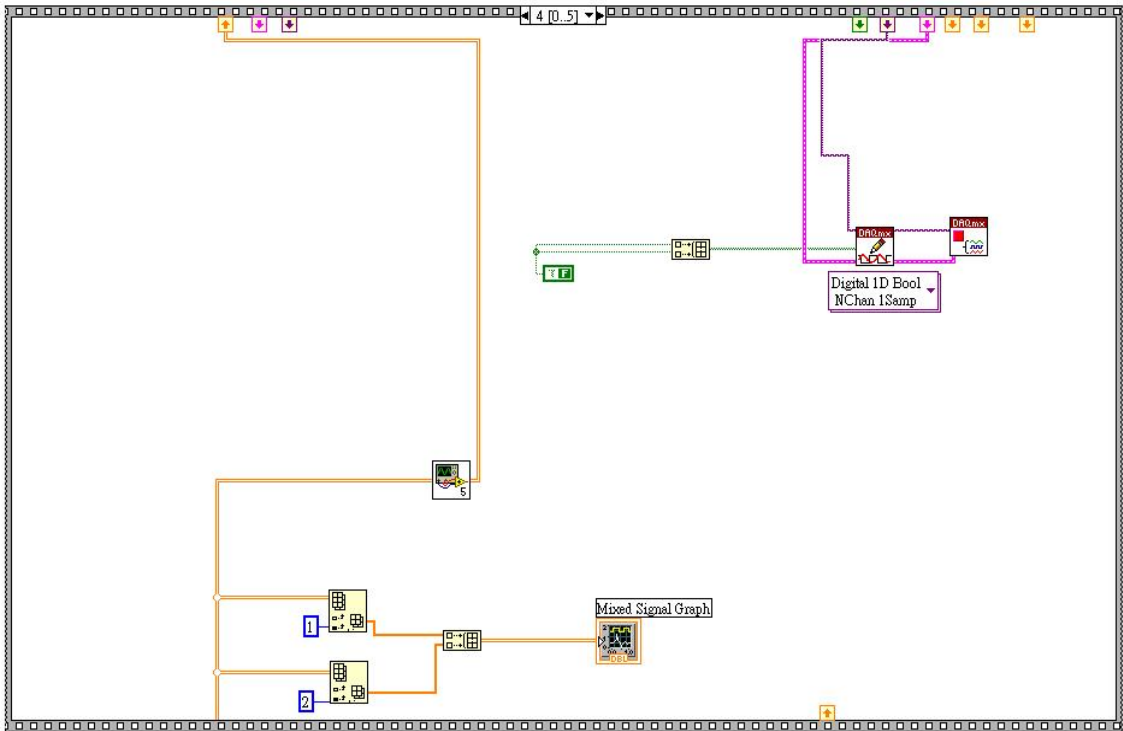 4 [0..5]
DAQmx
DAQmx
T F
Digital 1D Bool
NChan 1Samp
5
Mixed Signal Graph
1
DBL
2